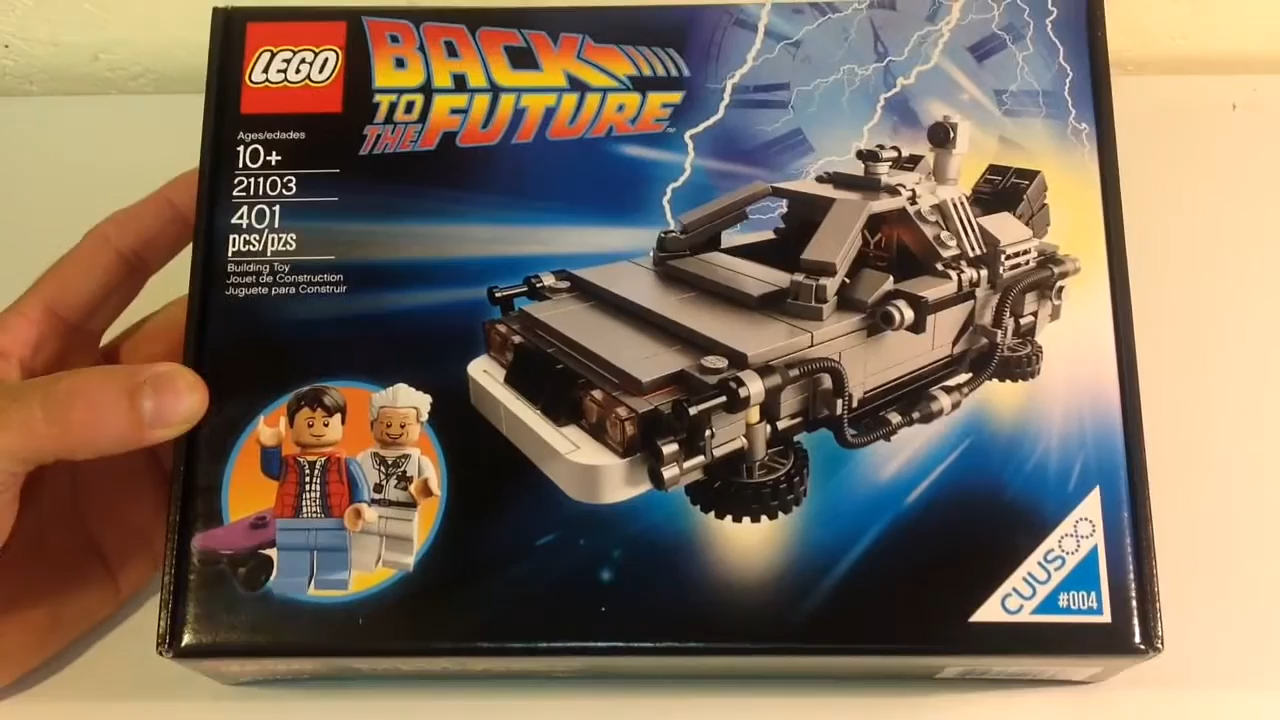 LEGO
BACK
TO THE FUTURE
Ages/edades
10+
21103
401
pcs/pzs
Building Toy
Jouet de Construction
Juguete para Construir
CUUSOO
#004